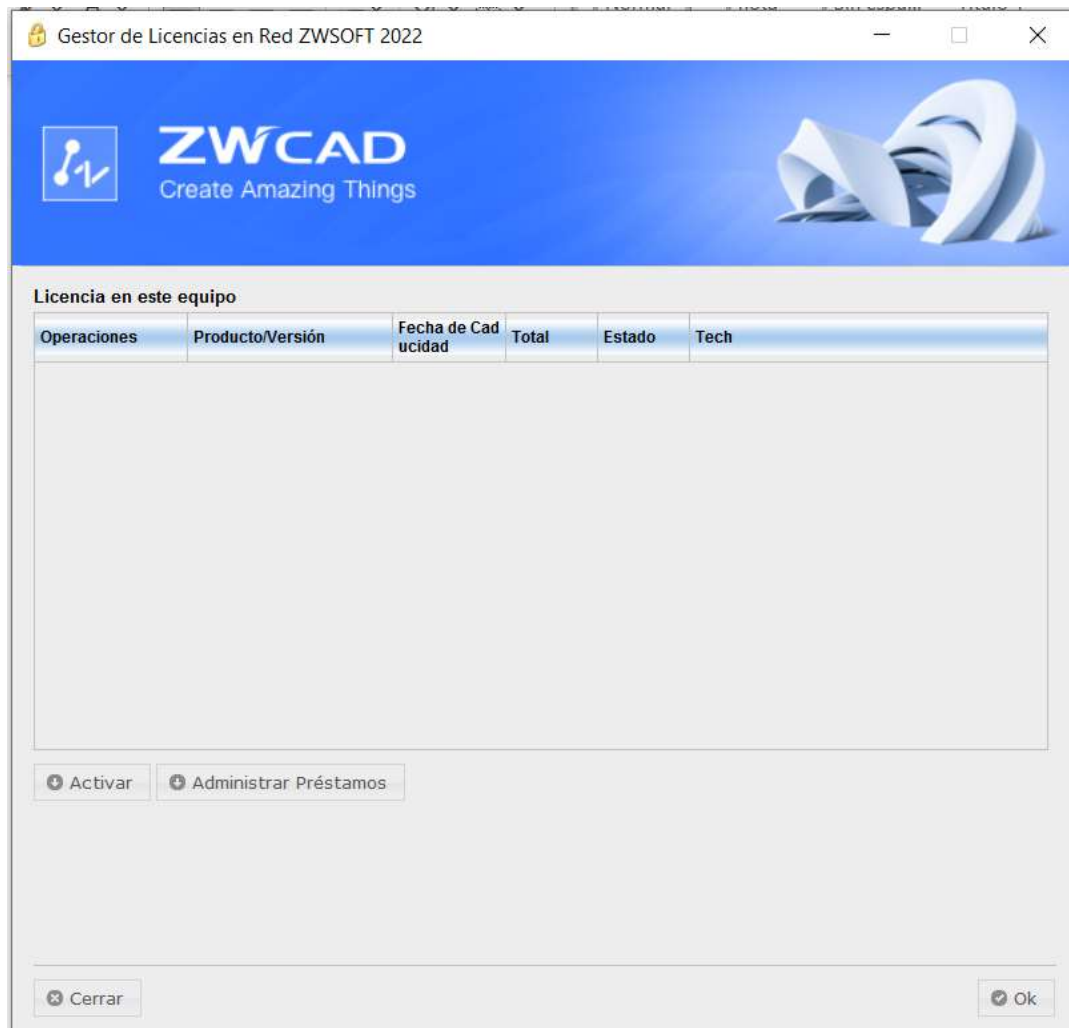 Gestor de Licencias en Red ZWSOFT 2022
ZWCAD
Create Amazing Things
Licencia en este equipo
Operaciones Producto/Versión Fecha de Cad ucidad Total Estado Tech
Activar Administrar Préstamos
Cerrar Ok